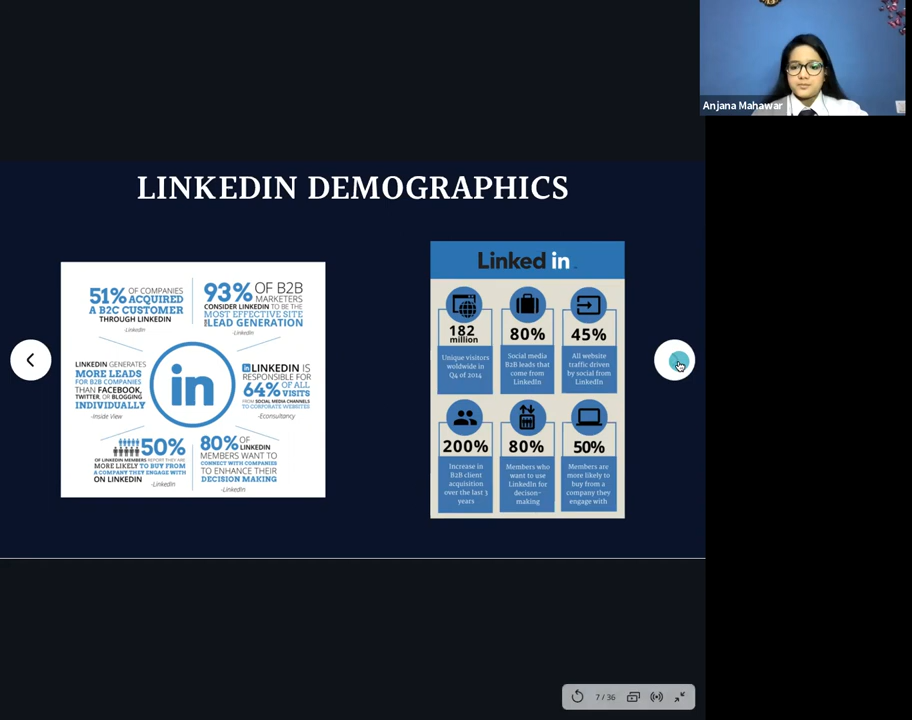 Anjana Mahawar
LINKEDIN DEMOGRAPHICS
51% OF COMPANIES
ACQUIRED
A B2C CUSTOMER
THROUGH LINKEDIN
-LinkedIn
93% OF B2B
MARKETERS
CONSIDER LINKEDIN TO BE THE
MOST EFFECTIVE SITE
FOR LEAD GENERATION
-LinkedIn
LINKEDIN GENERATES
MORE LEADS
FOR B2B COMPANIES
THAN FACEBOOK,
TWITTER, OR BLOGGING
INDIVIDUALLY
-Inside View
in
in LINKEDIN IS
RESPONSIBLE FOR
64% OF ALL
VISITS
FROM SOCIAL MEDIA CHANNELS
TO CORPORATE WEBSITES
-Econsultancy
50%
OF LINKEDIN MEMBERS REPORT THEY ARE
MORE LIKELY TO BUY FROM
A COMPANY THEY ENGAGE WITH
ON LINKEDIN
-LinkedIn
80% OF
LINKEDIN
MEMBERS WANT TO
CONNECT WITH COMPANIES
TO ENHANCE THEIR
DECISION MAKING
-LinkedIn
Linked in
182
million
Unique visitors
woldwide in
Q4 of 2014
80%
Social media
B2B leads that
come from
LinkedIn
45%
All website
traffic driven
by social from
LinkedIn
200%
Increase in
B2B client
acquisition
over the last 3
years
80%
Members who
want to use
LinkedIn for
decision-
making
50%
Members are
more likely to
buy from a
company they
engage with
7 / 36